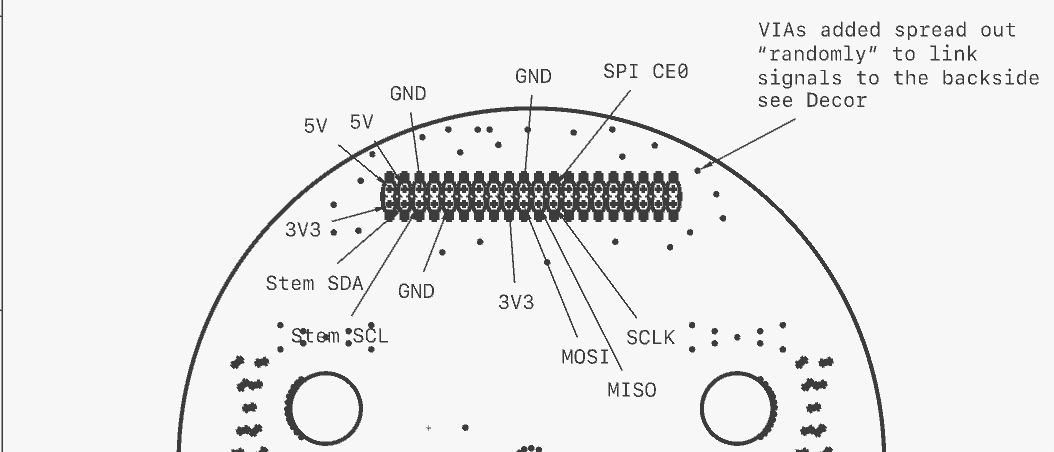 VIAs added spread out
“randomly” to link
signals to the backside
see Decor
GND
SPI CE0
GND
5V
5V
3V3
Stem SDA
GND
3V3
Stem SCL
SCLK
MOSI
MISO